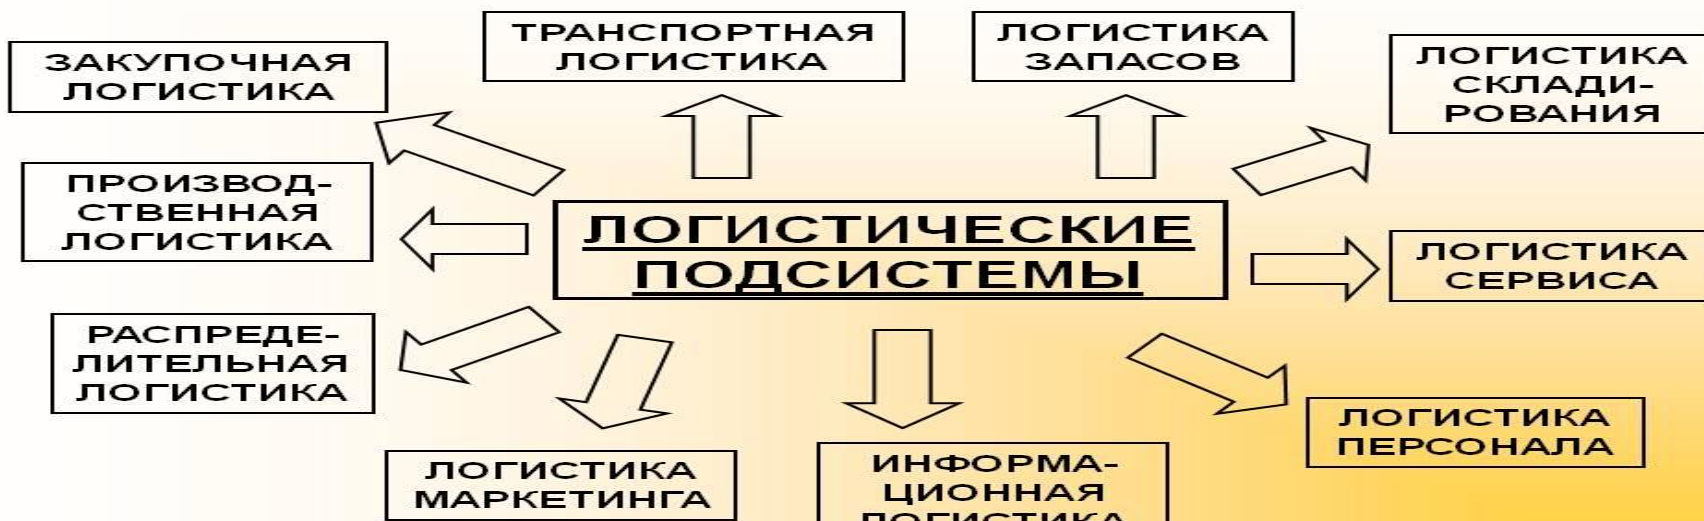 ТРАНСПОРТНАЯ
ЛОГИСТИКА
ЛОГИСТИКА
ЗАПАСОВ
ЗАКУПОЧНАЯ
ЛОГИСТИКА
ЛОГИСТИКА
СКЛАДИ-
РОВАНИЯ
ПРОИЗВОД-
СТВЕННАЯ
ЛОГИСТИКА
ЛОГИСТИЧЕСКИЕ
ПОДСИСТЕМЫ
ЛОГИСТИКА
СЕРВИСА
РАСПРЕДЕ-
ЛИТЕЛЬНАЯ
ЛОГИСТИКА
ЛОГИСТИКА
ПЕРСОНАЛА
ЛОГИСТИКА
МАРКЕТИНГА
ИНФОРМА-
ЦИОННАЯ
ЛОГИСТИКА